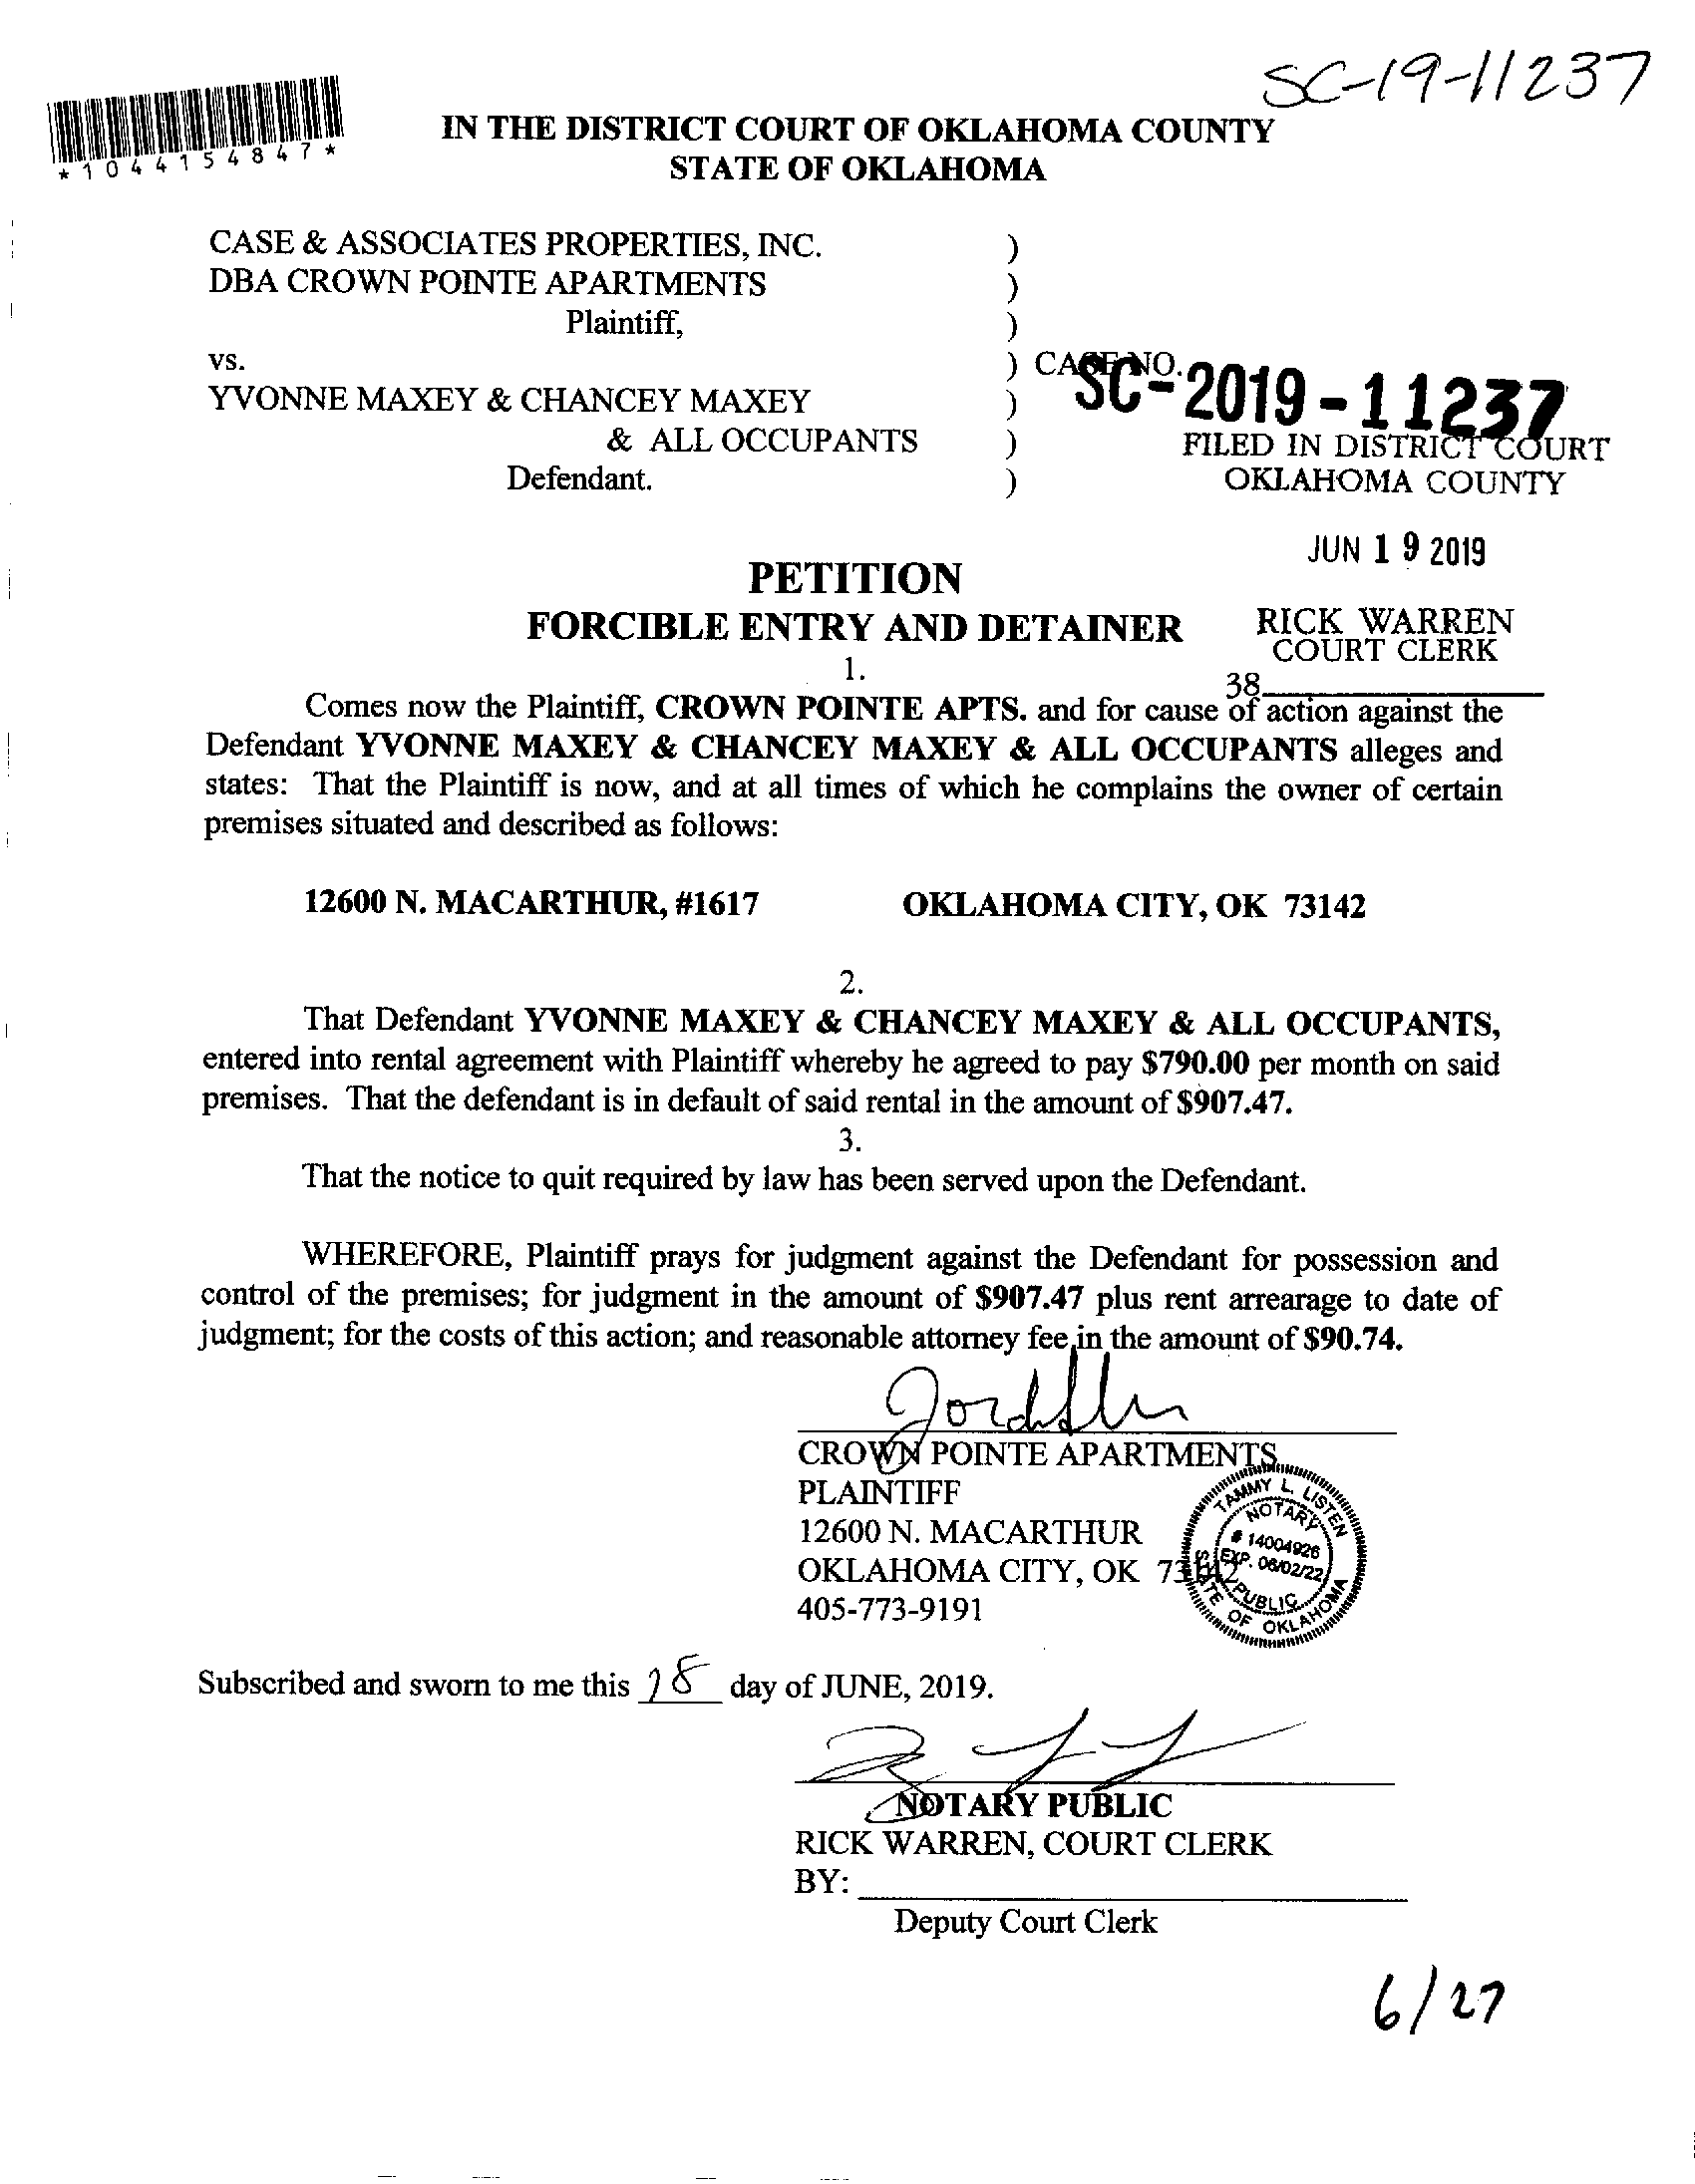 SC-19-11237
*1044154847*
IN THE DISTRICT COURT OF OKLAHOMA COUNTY
STATE OF OKLAHOMA
CASE & ASSOCIATES PROPERTIES, INC. )
DBA CROWN POINTE APARTMENTS )
Plaintiff, )
vs. ) CASE NO.
SC-2019-11237
YVONNE MAXEY & CHANCEY MAXEY )
& ALL OCCUPANTS )
FILED IN DISTRICT COURT
Defendant. )
OKLAHOMA COUNTY
JUN 19 2019
PETITION
FORCIBLE ENTRY AND DETAINER
RICK WARREN
COURT CLERK
1.
38
Comes now the Plaintiff, CROWN POINTE APTS. and for cause of action against the
Defendant YVONNE MAXEY & CHANCEY MAXEY & ALL OCCUPANTS alleges and
states: That the Plaintiff is now, and at all times of which he complains the owner of certain
premises situated and described as follows:
12600 N. MACARTHUR, #1617 OKLAHOMA CITY, OK 73142
2.
That Defendant YVONNE MAXEY & CHANCEY MAXEY & ALL OCCUPANTS,
entered into rental agreement with Plaintiff whereby he agreed to pay $790.00 per month on said
premises. That the defendant is in default of said rental in the amount of $907.47.
3.
That the notice to quit required by law has been served upon the Defendant.
WHEREFORE, Plaintiff prays for judgment against the Defendant for possession and
control of the premises; for judgment in the amount of $907.47 plus rent arrearage to date of
judgment; for the costs of this action; and reasonable attorney fee in the amount of $90.74.
CROWN POINTE APARTMENTS
PLAINTIFF
12600 N. MACARTHUR
OKLAHOMA CITY, OK 73142
405-773-9191
TAMMY L. LISTEN
NOTARY
# 14004926
EXP. 06/02/22
PUBLIC
STATE OF OKLAHOMA
Subscribed and sworn to me this 18 day of JUNE, 2019.
NOTARY PUBLIC
RICK WARREN, COURT CLERK
BY:
Deputy Court Clerk
6/27